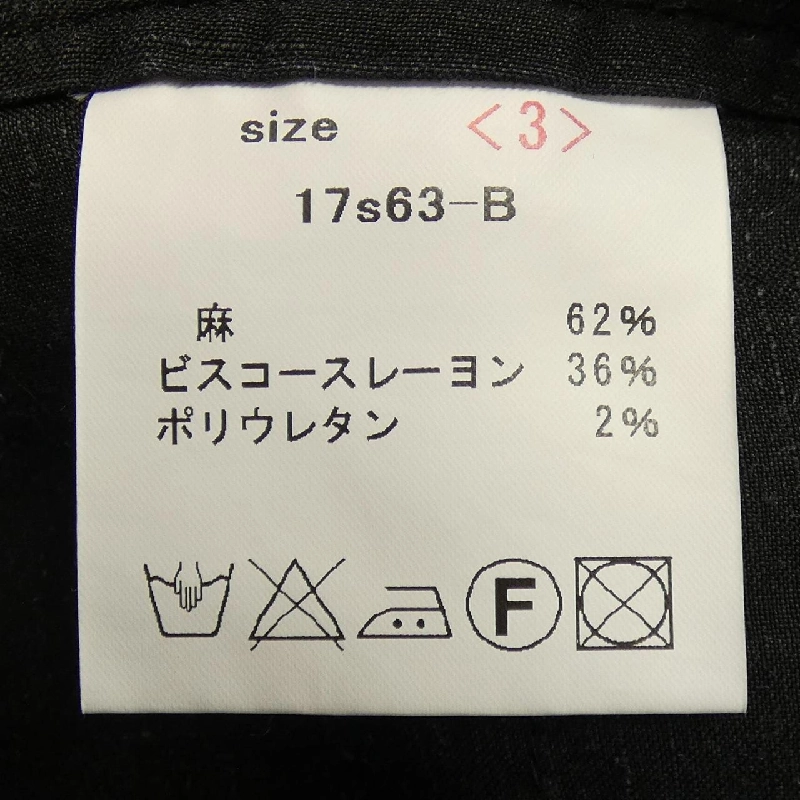 size <3>
17s63-B
麻 62%
ビスコースレーヨン 36%
ポリウレタン 2%
F